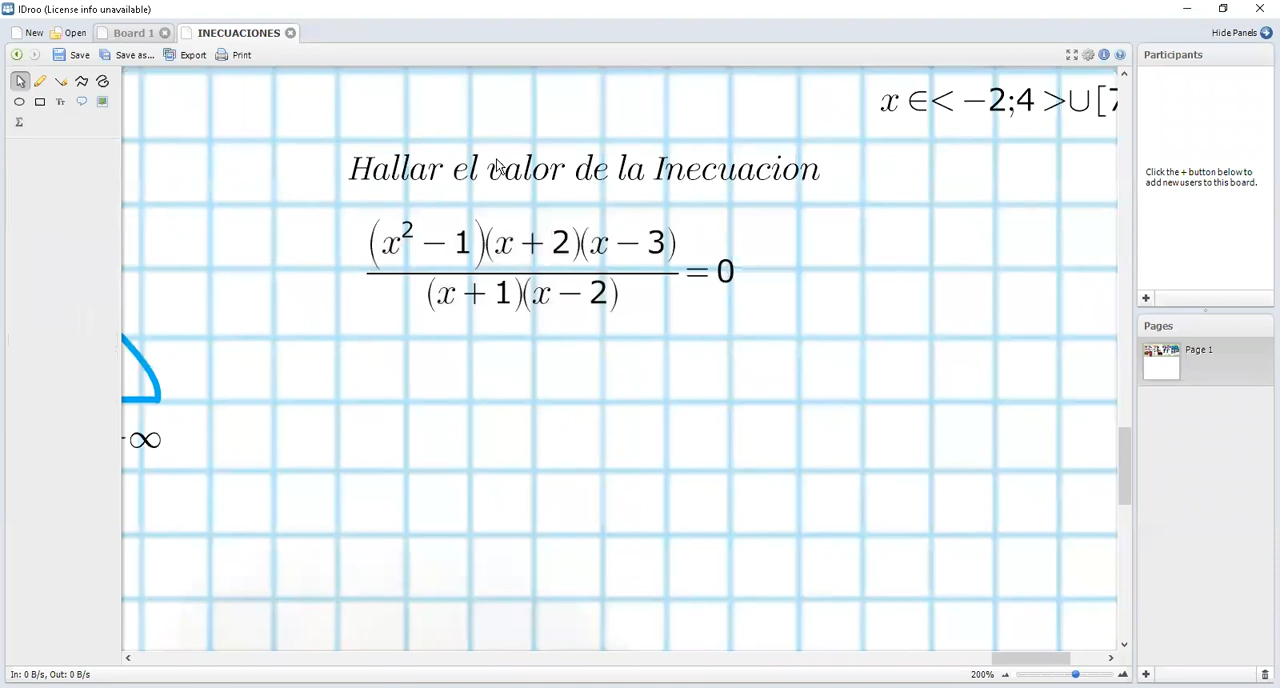 IDroo (License info unavailable)
New Open Board 1 INECUACIONES Hide Panels
Save Save as... Export Print
Participants
x ∈< −2;4 >∪[7
Hallar el valor de la Inecuacion
Click the + button below to
add new users to this board.
(x² − 1)(x + 2)(x − 3)
= 0
(x + 1)(x − 2)
Pages
Page 1
-∞
In: 0 B/s, Out: 0 B/s
200%
Tr
Σ